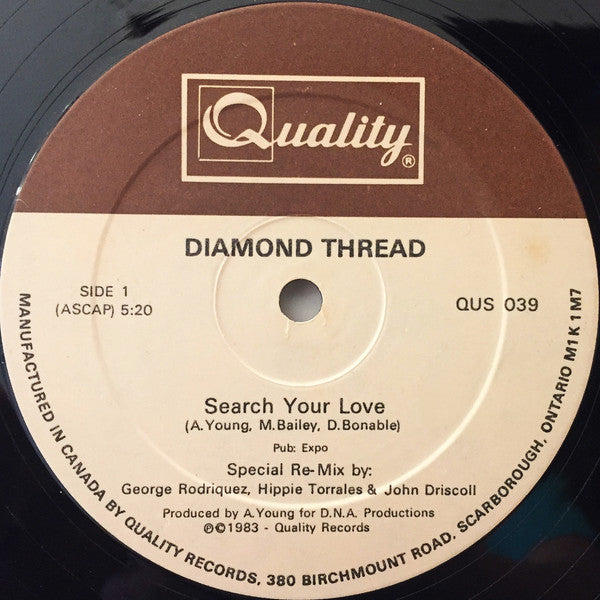 Quality®
DIAMOND THREAD
SIDE 1
(ASCAP) 5:20
QUS 039
Search Your Love
(A.Young, M.Bailey, D.Bonable)
Pub: Expo
Special Re-Mix by:
George Rodriquez, Hippie Torrales & John Driscoll
Produced by A.Young for D.N.A. Productions
℗©1983 - Quality Records
MANUFACTURED IN CANADA BY QUALITY RECORDS, 380 BIRCHMOUNT ROAD. SCARBOROUGH, ONTARIO M1K 1M7